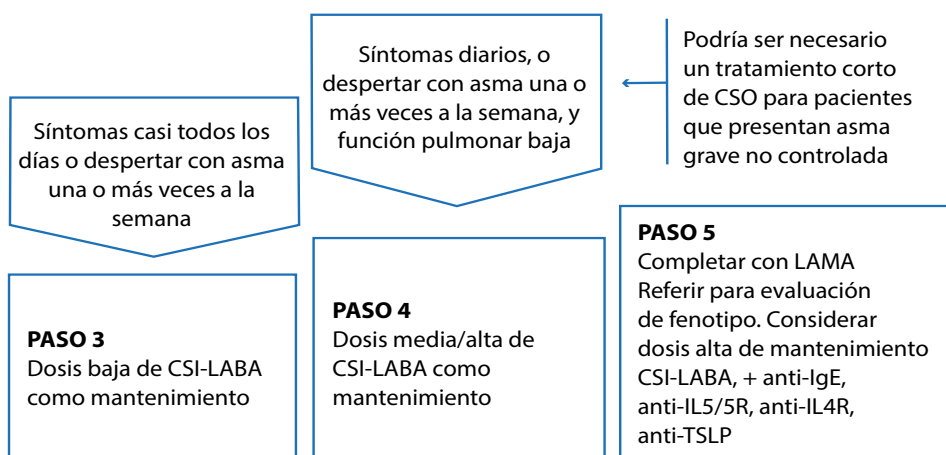 Síntomas casi todos los
días o despertar con asma
una o más veces a la
semana
Síntomas diarios, o
despertar con asma una o
más veces a la semana, y
función pulmonar baja
Podría ser necesario
un tratamiento corto
de CSO para pacientes
que presentan asma
grave no controlada
PASO 3
Dosis baja de CSI-LABA
como mantenimiento
PASO 4
Dosis media/alta de
CSI-LABA como
mantenimiento
PASO 5
Completar con LAMA
Referir para evaluación
de fenotipo. Considerar
dosis alta de mantenimiento
CSI-LABA, + anti-IgE,
anti-IL5/5R, anti-IL4R,
anti-TSLP